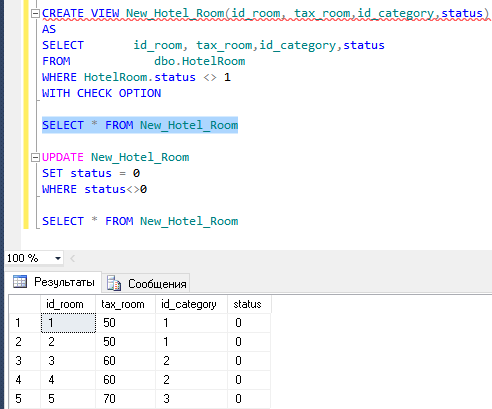 CREATE VIEW New_Hotel_Room(id_room, tax_room,id_category,status)
AS
SELECT id_room, tax_room,id_category,status
FROM dbo.HotelRoom
WHERE HotelRoom.status <> 1
WITH CHECK OPTION
SELECT * FROM New_Hotel_Room
UPDATE New_Hotel_Room
SET status = 0
WHERE status<>0
SELECT * FROM New_Hotel_Room
100 %
Результаты Сообщения
id_room tax_room id_category status
1 1 50 1 0
2 2 50 1 0
3 3 60 2 0
4 4 60 2 0
5 5 70 3 0